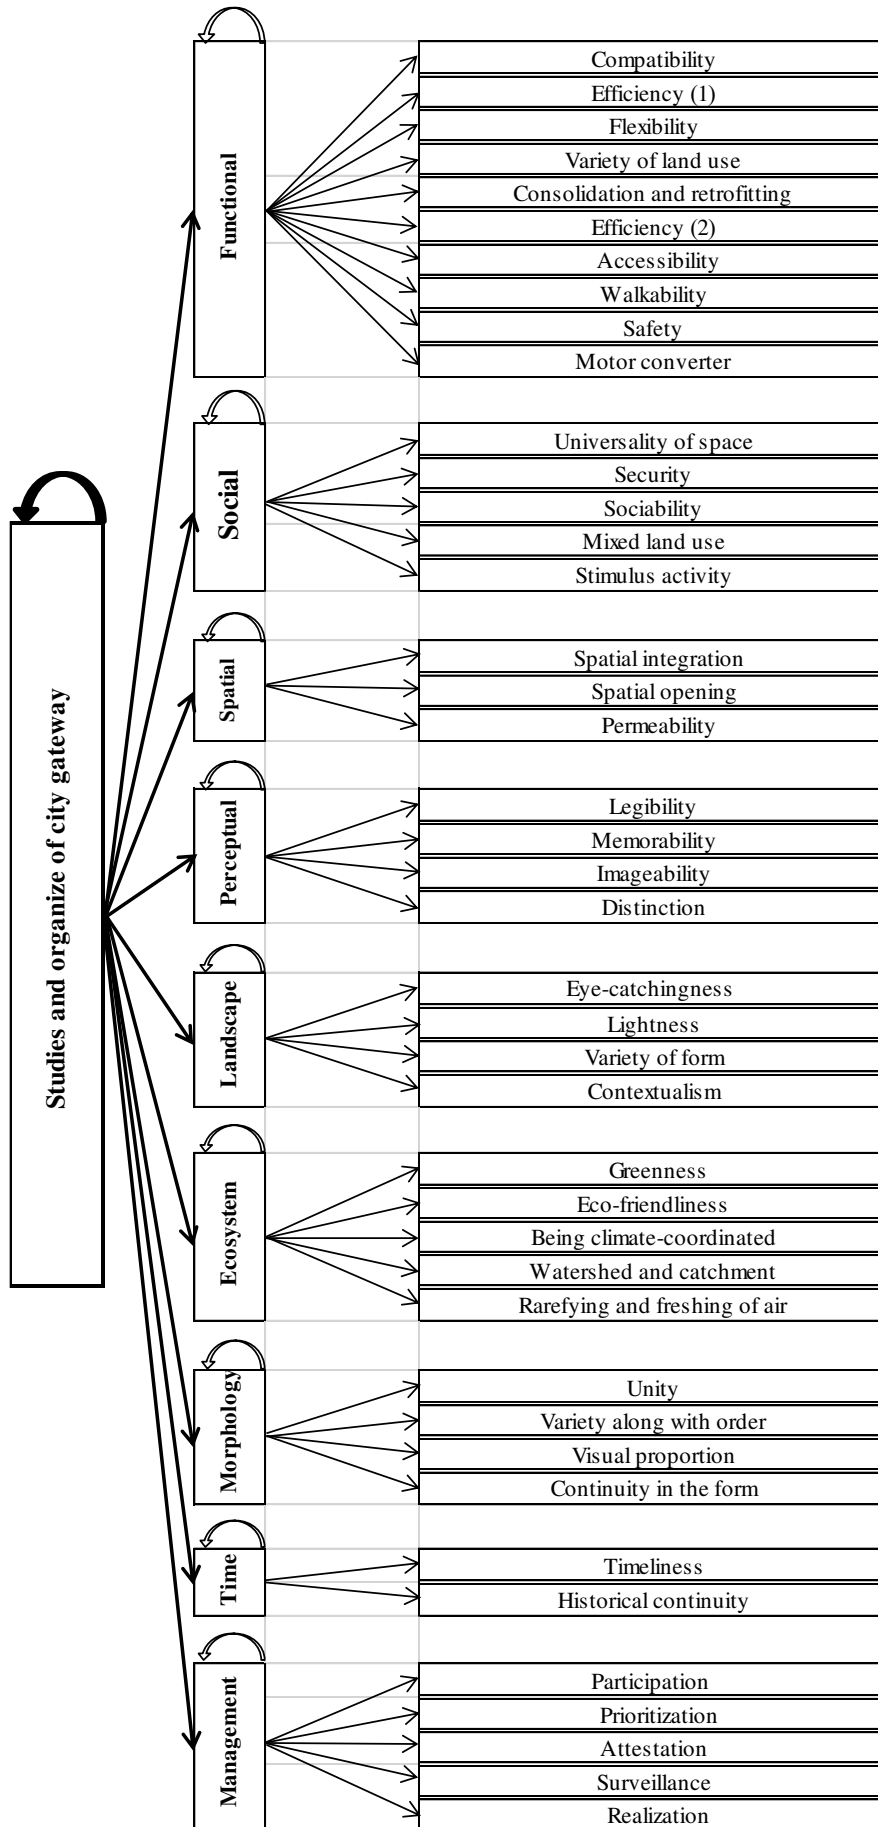 Studies and organize of city gateway
Functional
Compatibility
Efficiency (1)
Flexibility
Variety of land use
Consolidation and retrofitting
Efficiency (2)
Accessibility
Walkability
Safety
Motor converter
Social
Universality of space
Security
Sociability
Mixed land use
Stimulus activity
Spatial
Spatial integration
Spatial opening
Permeability
Perceptual
Legibility
Memorability
Imageability
Distinction
Landscape
Eye-catchingness
Lightness
Variety of form
Contextualism
Ecosystem
Greenness
Eco-friendliness
Being climate-coordinated
Watershed and catchment
Rarefying and freshing of air
Morphology
Unity
Variety along with order
Visual proportion
Continuity in the form
Time
Timeliness
Historical continuity
Management
Participation
Prioritization
Attestation
Surveillance
Realization